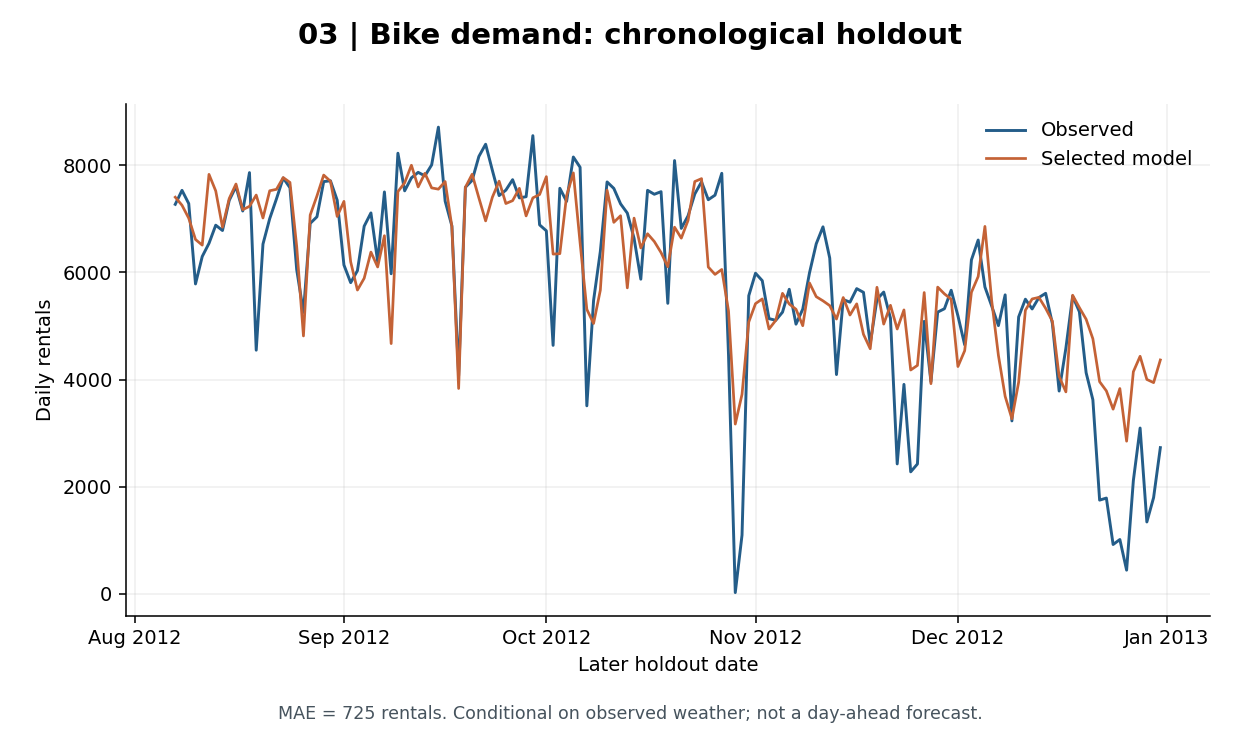 03 | Bike demand: chronological holdout
Observed
Selected model
Daily rentals
8000
6000
4000
2000
0
Aug 2012
Sep 2012
Oct 2012
Nov 2012
Dec 2012
Jan 2013
Later holdout date
MAE = 725 rentals. Conditional on observed weather; not a day-ahead forecast.